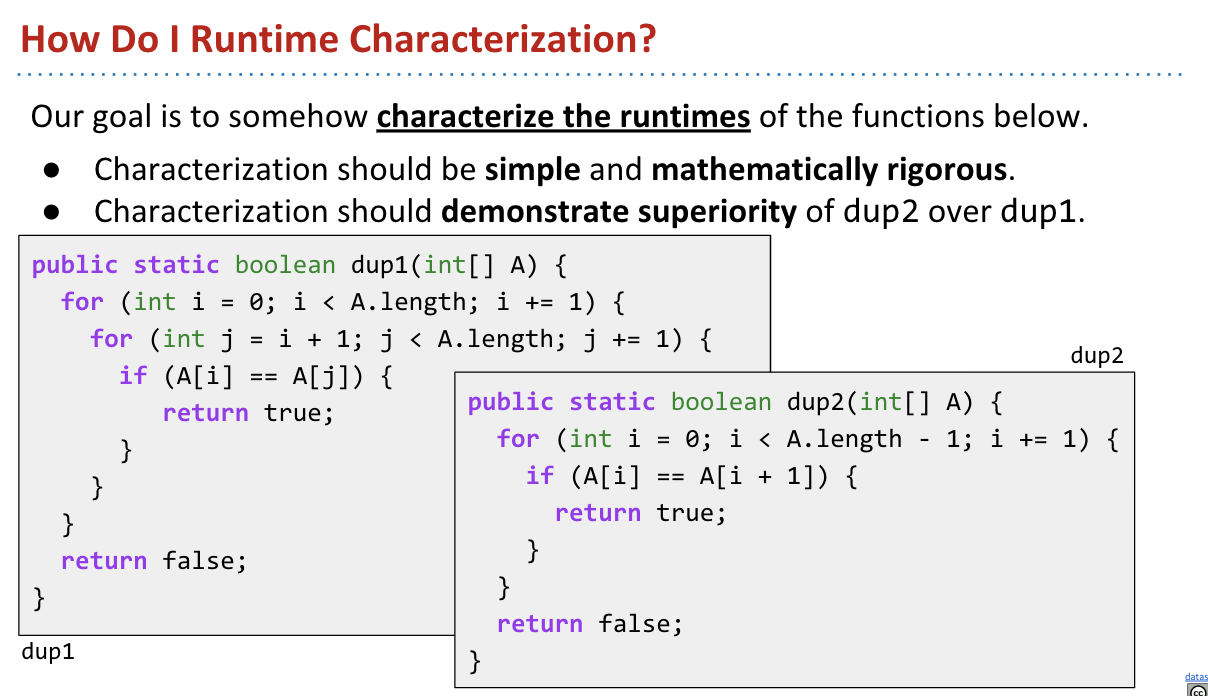 How Do I Runtime Characterization?
Our goal is to somehow characterize the runtimes of the functions below.
● Characterization should be simple and mathematically rigorous.
● Characterization should demonstrate superiority of dup2 over dup1.
public static boolean dup1(int[] A) {
  for (int i = 0; i < A.length; i += 1) {
    for (int j = i + 1; j < A.length; j += 1) {
      if (A[i] == A[j]) {
         return true;
      }
    }
  }
  return false;
}
dup1
dup2
public static boolean dup2(int[] A) {
  for (int i = 0; i < A.length - 1; i += 1) {
    if (A[i] == A[i + 1]) {
      return true;
    }
  }
  return false;
}
datas
cc